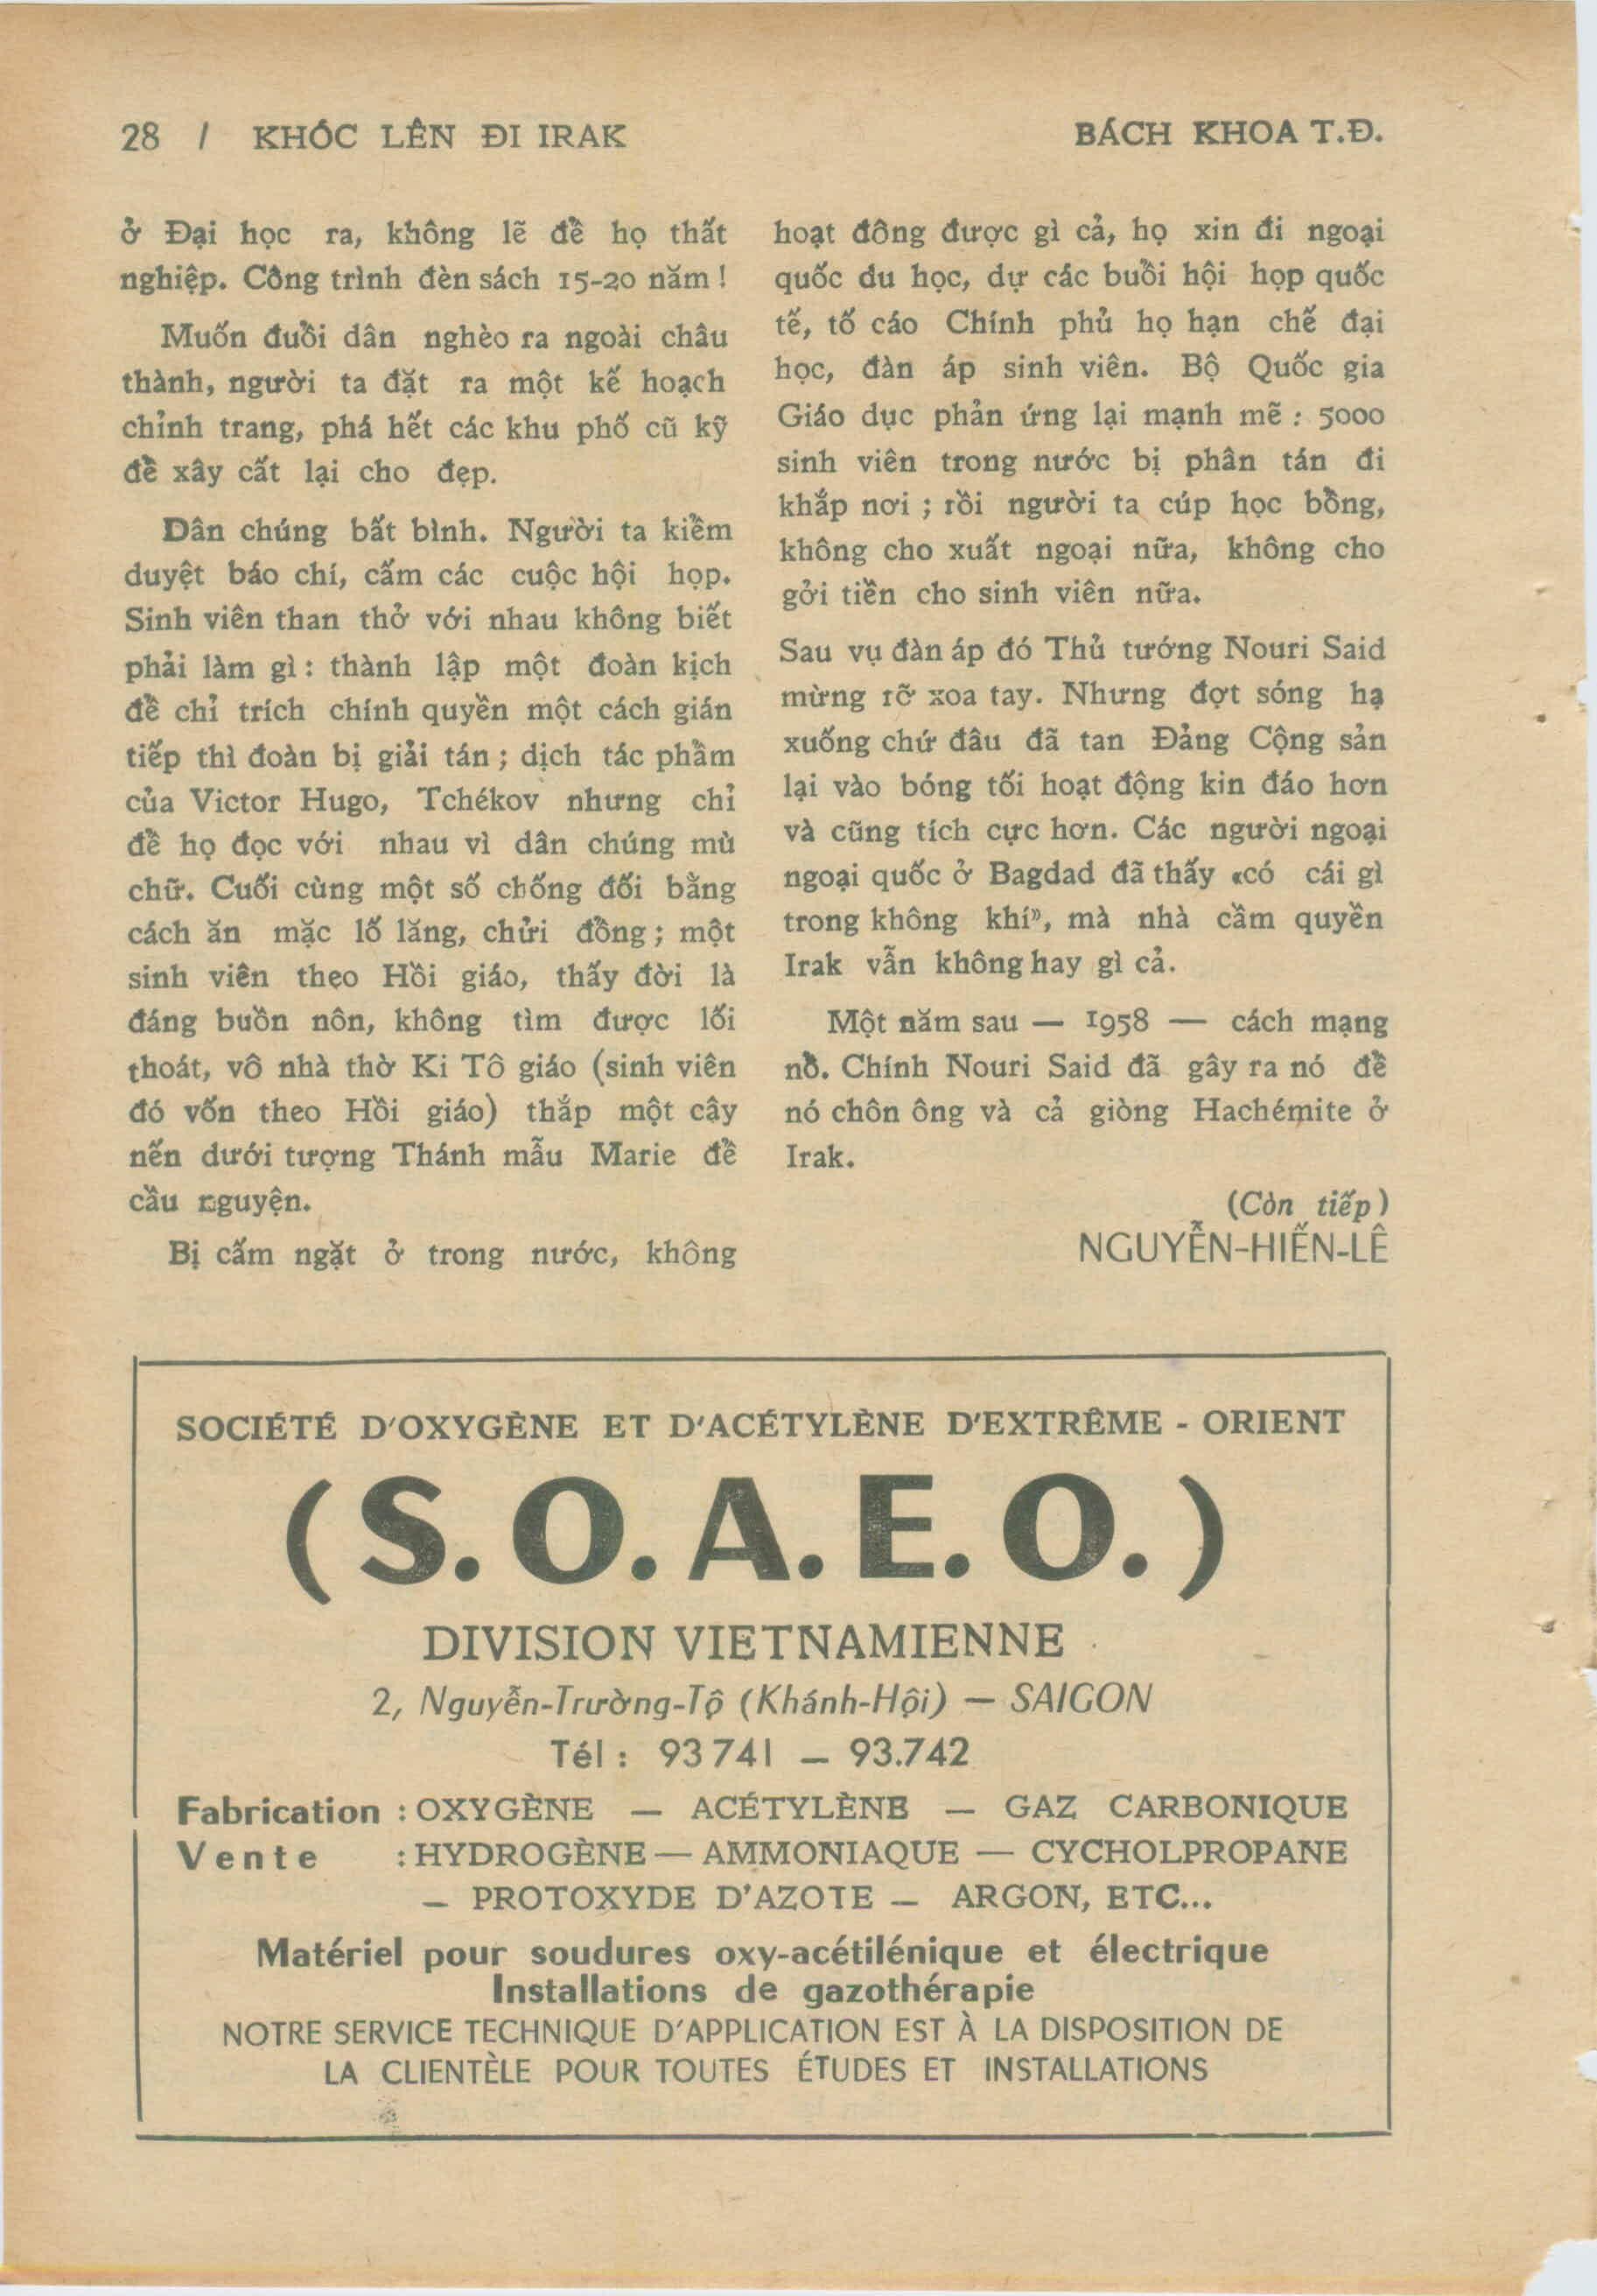 28 / KHÓC LÊN ĐI IRAK
BÁCH KHOA T.Đ.
ở Đại học ra, không lẽ để họ thất
nghiệp. Công trình đèn sách 15-20 năm !
Muốn đuổi dân nghèo ra ngoài châu
thành, người ta đặt ra một kế hoạch
chỉnh trang, phá hết các khu phố cũ kỹ
để xây cất lại cho đẹp.
Dân chúng bất bình. Người ta kiểm
duyệt báo chí, cấm các cuộc hội họp.
Sinh viên than thở với nhau không biết
phải làm gì : thành lập một đoàn kịch
để chỉ trích chính quyền một cách gián
tiếp thì đoàn bị giải tán ; dịch tác phẩm
của Victor Hugo, Tchékov nhưng chỉ
để họ đọc với nhau vì dân chúng mù
chữ. Cuối cùng một số chống đối bằng
cách ăn mặc lố lăng, chửi đổng ; một
sinh viên theo Hồi giáo, thấy đời là
đáng buồn nôn, không tìm được lối
thoát, vô nhà thờ Ki Tô giáo (sinh viên
đó vốn theo Hồi giáo) thắp một cây
nến dưới tượng Thánh mẫu Marie để
cầu nguyện.
Bị cấm ngặt ở trong nước, không
hoạt đông được gì cả, họ xin đi ngoại
quốc du học, dự các buổi hội họp quốc
tế, tố cáo Chính phủ họ hạn chế đại
học, đàn áp sinh viên. Bộ Quốc gia
Giáo dục phản ứng lại mạnh mẽ : 5000
sinh viên trong nước bị phân tán đi
khắp nơi ; rồi người ta cúp học bổng,
không cho xuất ngoại nữa, không cho
gởi tiền cho sinh viên nữa.
Sau vụ đàn áp đó Thủ tướng Nouri Said
mừng rỡ xoa tay. Nhưng đợt sóng hạ
xuống chứ đâu đã tan Đảng Cộng sản
lại vào bóng tối hoạt động kin đáo hơn
và cũng tích cực hơn. Các người ngoại
ngoại quốc ở Bagdad đã thấy «có cái gì
trong không khí», mà nhà cầm quyền
Irak vẫn không hay gì cả.
Một năm sau — 1958 — cách mạng
nổ. Chính Nouri Said đã gây ra nó để
nó chôn ông và cả giòng Hachémite ở
Irak.
(Còn tiếp)
NGUYỄN-HIẾN-LÊ
SOCIÉTÉ D'OXYGÈNE ET D'ACÉTYLÈNE D'EXTRÊME - ORIENT
(S.O.A.E.O.)
DIVISION VIETNAMIENNE
2, Nguyễn-Trường-Tộ (Khánh-Hội) — SAIGON
Tél : 93 741 — 93.742
Fabrication : OXYGÈNE — ACÉTYLÈNE — GAZ CARBONIQUE
Vente : HYDROGÈNE — AMMONIAQUE — CYCHOLPROPANE
— PROTOXYDE D'AZOTE — ARGON, ETC...
Matériel pour soudures oxy-acétilénique et électrique
Installations de gazothérapie
NOTRE SERVICE TECHNIQUE D'APPLICATION EST À LA DISPOSITION DE
LA CLIENTÈLE POUR TOUTES ÉTUDES ET INSTALLATIONS